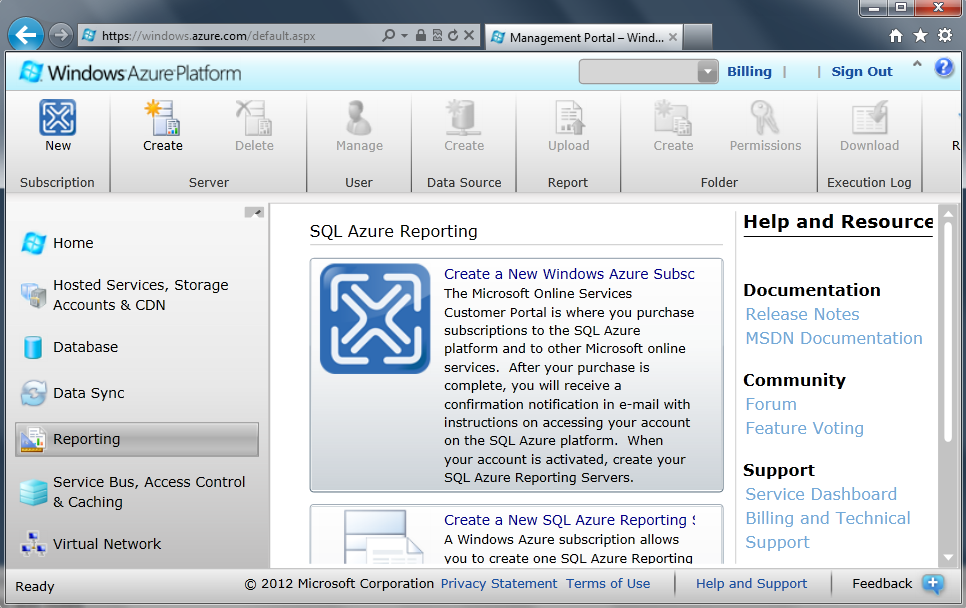 https://windows.azure.com/default.aspx
Management Portal – Wind...
Windows Azure Platform
Billing | | Sign Out
New
Create
Delete
Manage
Create
Upload
Create
Permissions
Download
R
Subscription
Server
User
Data Source
Report
Folder
Execution Log
Home
Hosted Services, Storage
Accounts & CDN
Database
Data Sync
Reporting
Service Bus, Access Control
& Caching
Virtual Network
SQL Azure Reporting
Create a New Windows Azure Subsc
The Microsoft Online Services
Customer Portal is where you purchase
subscriptions to the SQL Azure
platform and to other Microsoft online
services. After your purchase is
complete, you will receive a
confirmation notification in e-mail with
instructions on accessing your account
on the SQL Azure platform. When
your account is activated, create your
SQL Azure Reporting Servers.
Create a New SQL Azure Reporting S
A Windows Azure subscription allows
you to create one SQL Azure Reporting
Help and Resource
Documentation
Release Notes
MSDN Documentation
Community
Forum
Feature Voting
Support
Service Dashboard
Billing and Technical
Support
Ready
© 2012 Microsoft Corporation Privacy Statement Terms of Use
Help and Support
Feedback